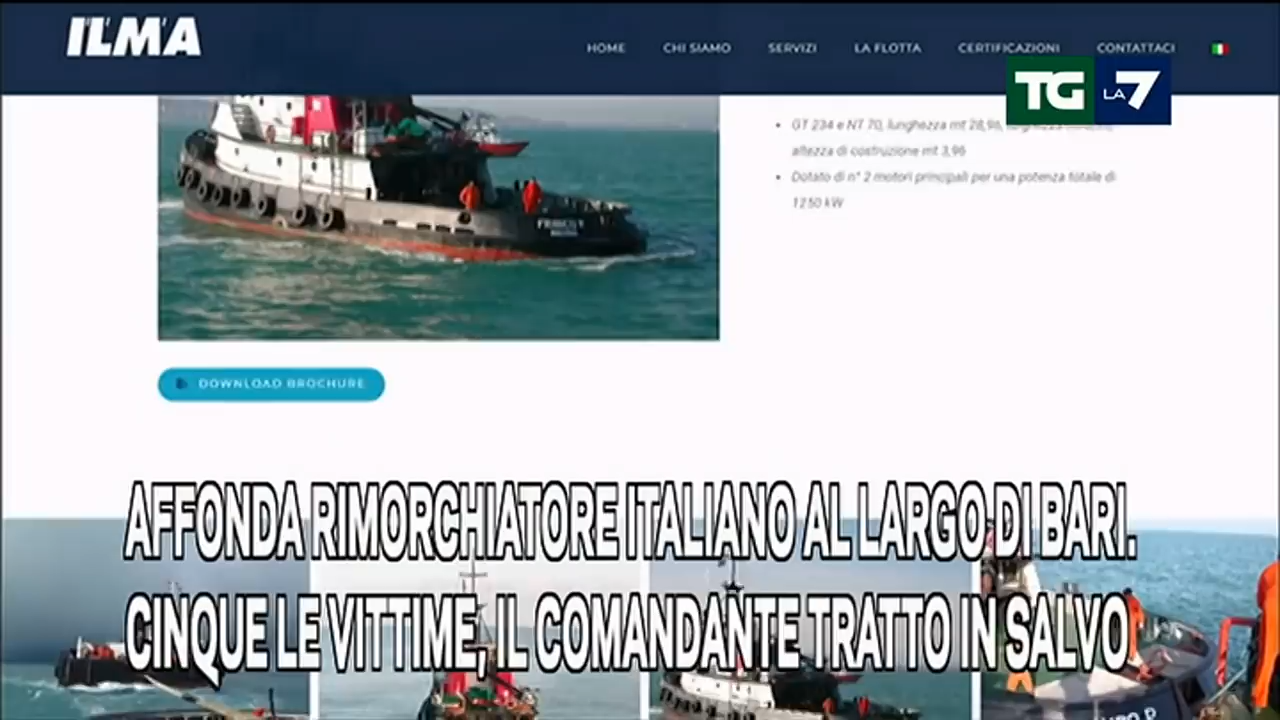 ILMA
HOME CHI SIAMO SERVIZI LA FLOTTA CERTIFICAZIONI CONTATTACI
TG LA7
GT 234 e NT 70, lunghezza mt 28,96,
altezza di costruzione mt 3,96
Dotato di n° 2 motori principali per una potenza totale di
1250 kW
DOWNLOAD BROCHURE
AFFONDA RIMORCHIATORE ITALIANO AL LARGO DI BARI.
CINQUE LE VITTIME, IL COMANDANTE TRATTO IN SALVO